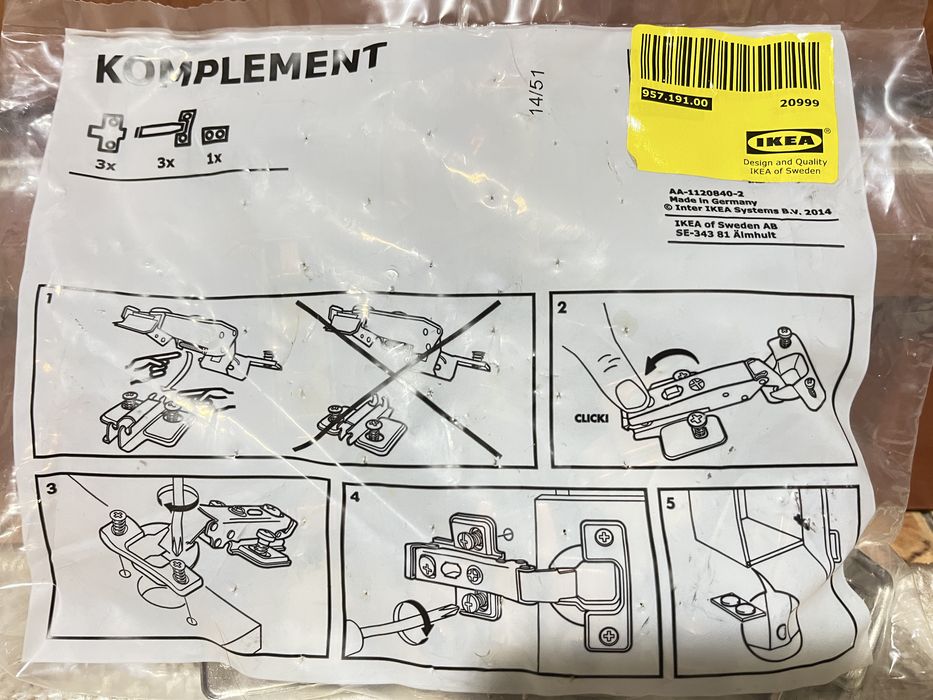 KOMPLEMENT
3x 3x 1x
14/51
957.191.00 20999
IKEA®
Design and Quality
IKEA of Sweden
AA-1120840-2
Made in Germany
© Inter IKEA Systems B.V. 2014
IKEA of Sweden AB
SE-343 81 Älmhult
1
2
CLICK!
3
4
5